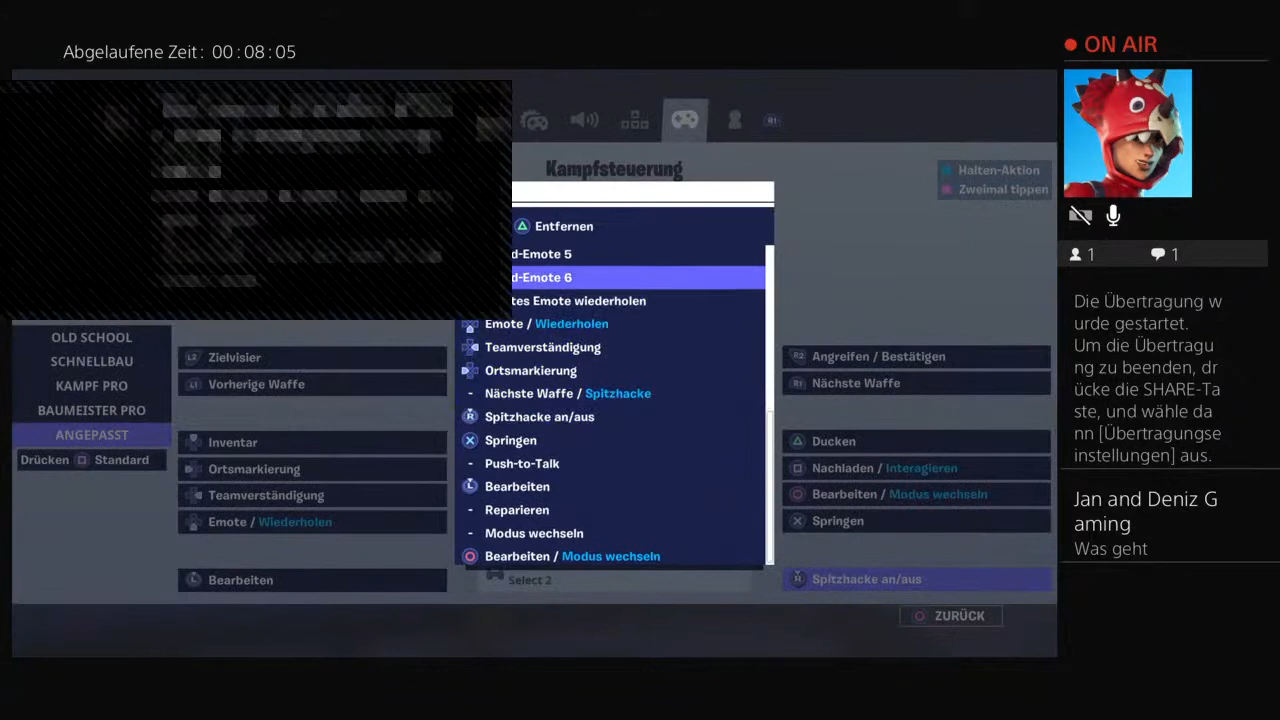 Abgelaufene Zeit: 00:08:05
ON AIR
R1
Kampfsteuerung
Halten-Aktion
Zweimal tippen
Entfernen
d-Emote 5
d-Emote 6
tes Emote wiederholen
Emote / Wiederholen
Teamverständigung
Ortsmarkierung
- Nächste Waffe / Spitzhacke
R Spitzhacke an/aus
Springen
- Push-to-Talk
L Bearbeiten
- Reparieren
- Modus wechseln
Bearbeiten / Modus wechseln
OLD SCHOOL
SCHNELLBAU
KAMPF PRO
BAUMEISTER PRO
ANGEPASST
Drücken Standard
L2 Zielvisier
L1 Vorherige Waffe
Inventar
Ortsmarkierung
Teamverständigung
Emote / Wiederholen
L Bearbeiten
Select 2
R2 Angreifen / Bestätigen
R1 Nächste Waffe
Ducken
Nachladen / Interagieren
Bearbeiten / Modus wechseln
Springen
R Spitzhacke an/aus
ZURÜCK
1 1
Die Übertragung w
urde gestartet.
Um die Übertragu
ng zu beenden, dr
ücke die SHARE-Ta
ste, und wähle da
nn [Übertragungse
instellungen] aus.
Jan and Deniz G
aming
Was geht